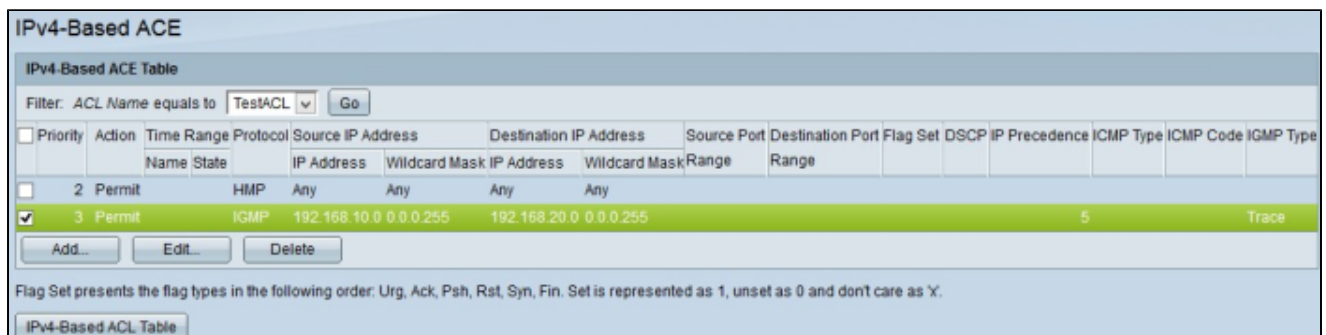 IPv4-Based ACE
IPv4-Based ACE Table
Filter: ACL Name equals to TestACL Go
Priority Action Time Range Protocol Source IP Address Destination IP Address Source Port Destination Port Flag Set DSCP IP Precedence ICMP Type ICMP Code IGMP Type
Name State IP Address Wildcard Mask IP Address Wildcard Mask Range Range
2 Permit HMP Any Any Any Any
3 Permit IGMP 192.168.10.0 0.0.0.255 192.168.20.0 0.0.0.255 5 Trace
Add... Edit... Delete
Flag Set presents the flag types in the following order: Urg, Ack, Psh, Rst, Syn, Fin. Set is represented as 1, unset as 0 and don't care as 'x'.
IPv4-Based ACL Table